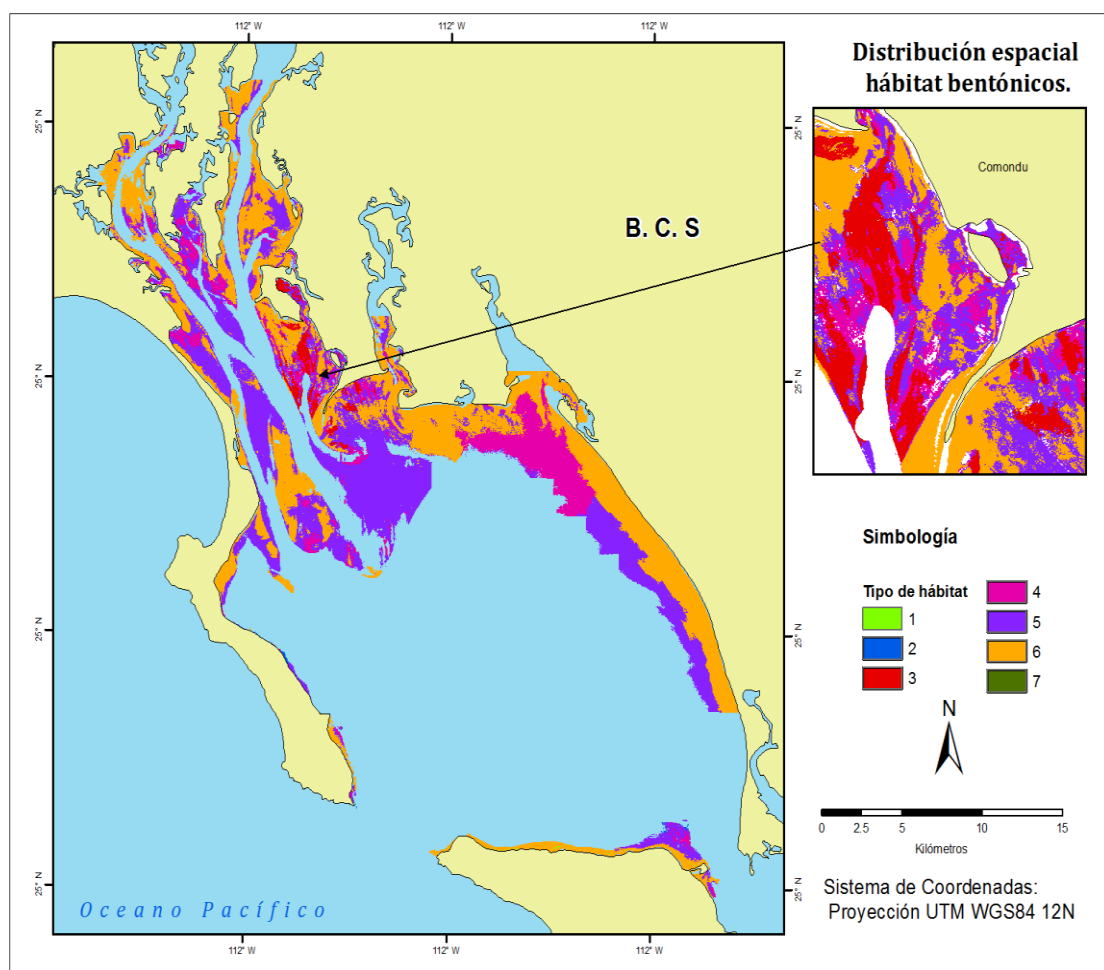 112° W 112° W 112° W
Distribución espacial
hábitat bentónicos.
25° N 25° N
Comondu
B. C. S
25° N 25° N
Simbología
Tipo de hábitat
1
2
3
4
5
6
7
25° N 25° N
N
0 2.5 5 10 15
Kilómetros
25° N 25° N
Sistema de Coordenadas:
Proyección UTM WGS84 12N
Oceano Pacífico
112° W 112° W 112° W